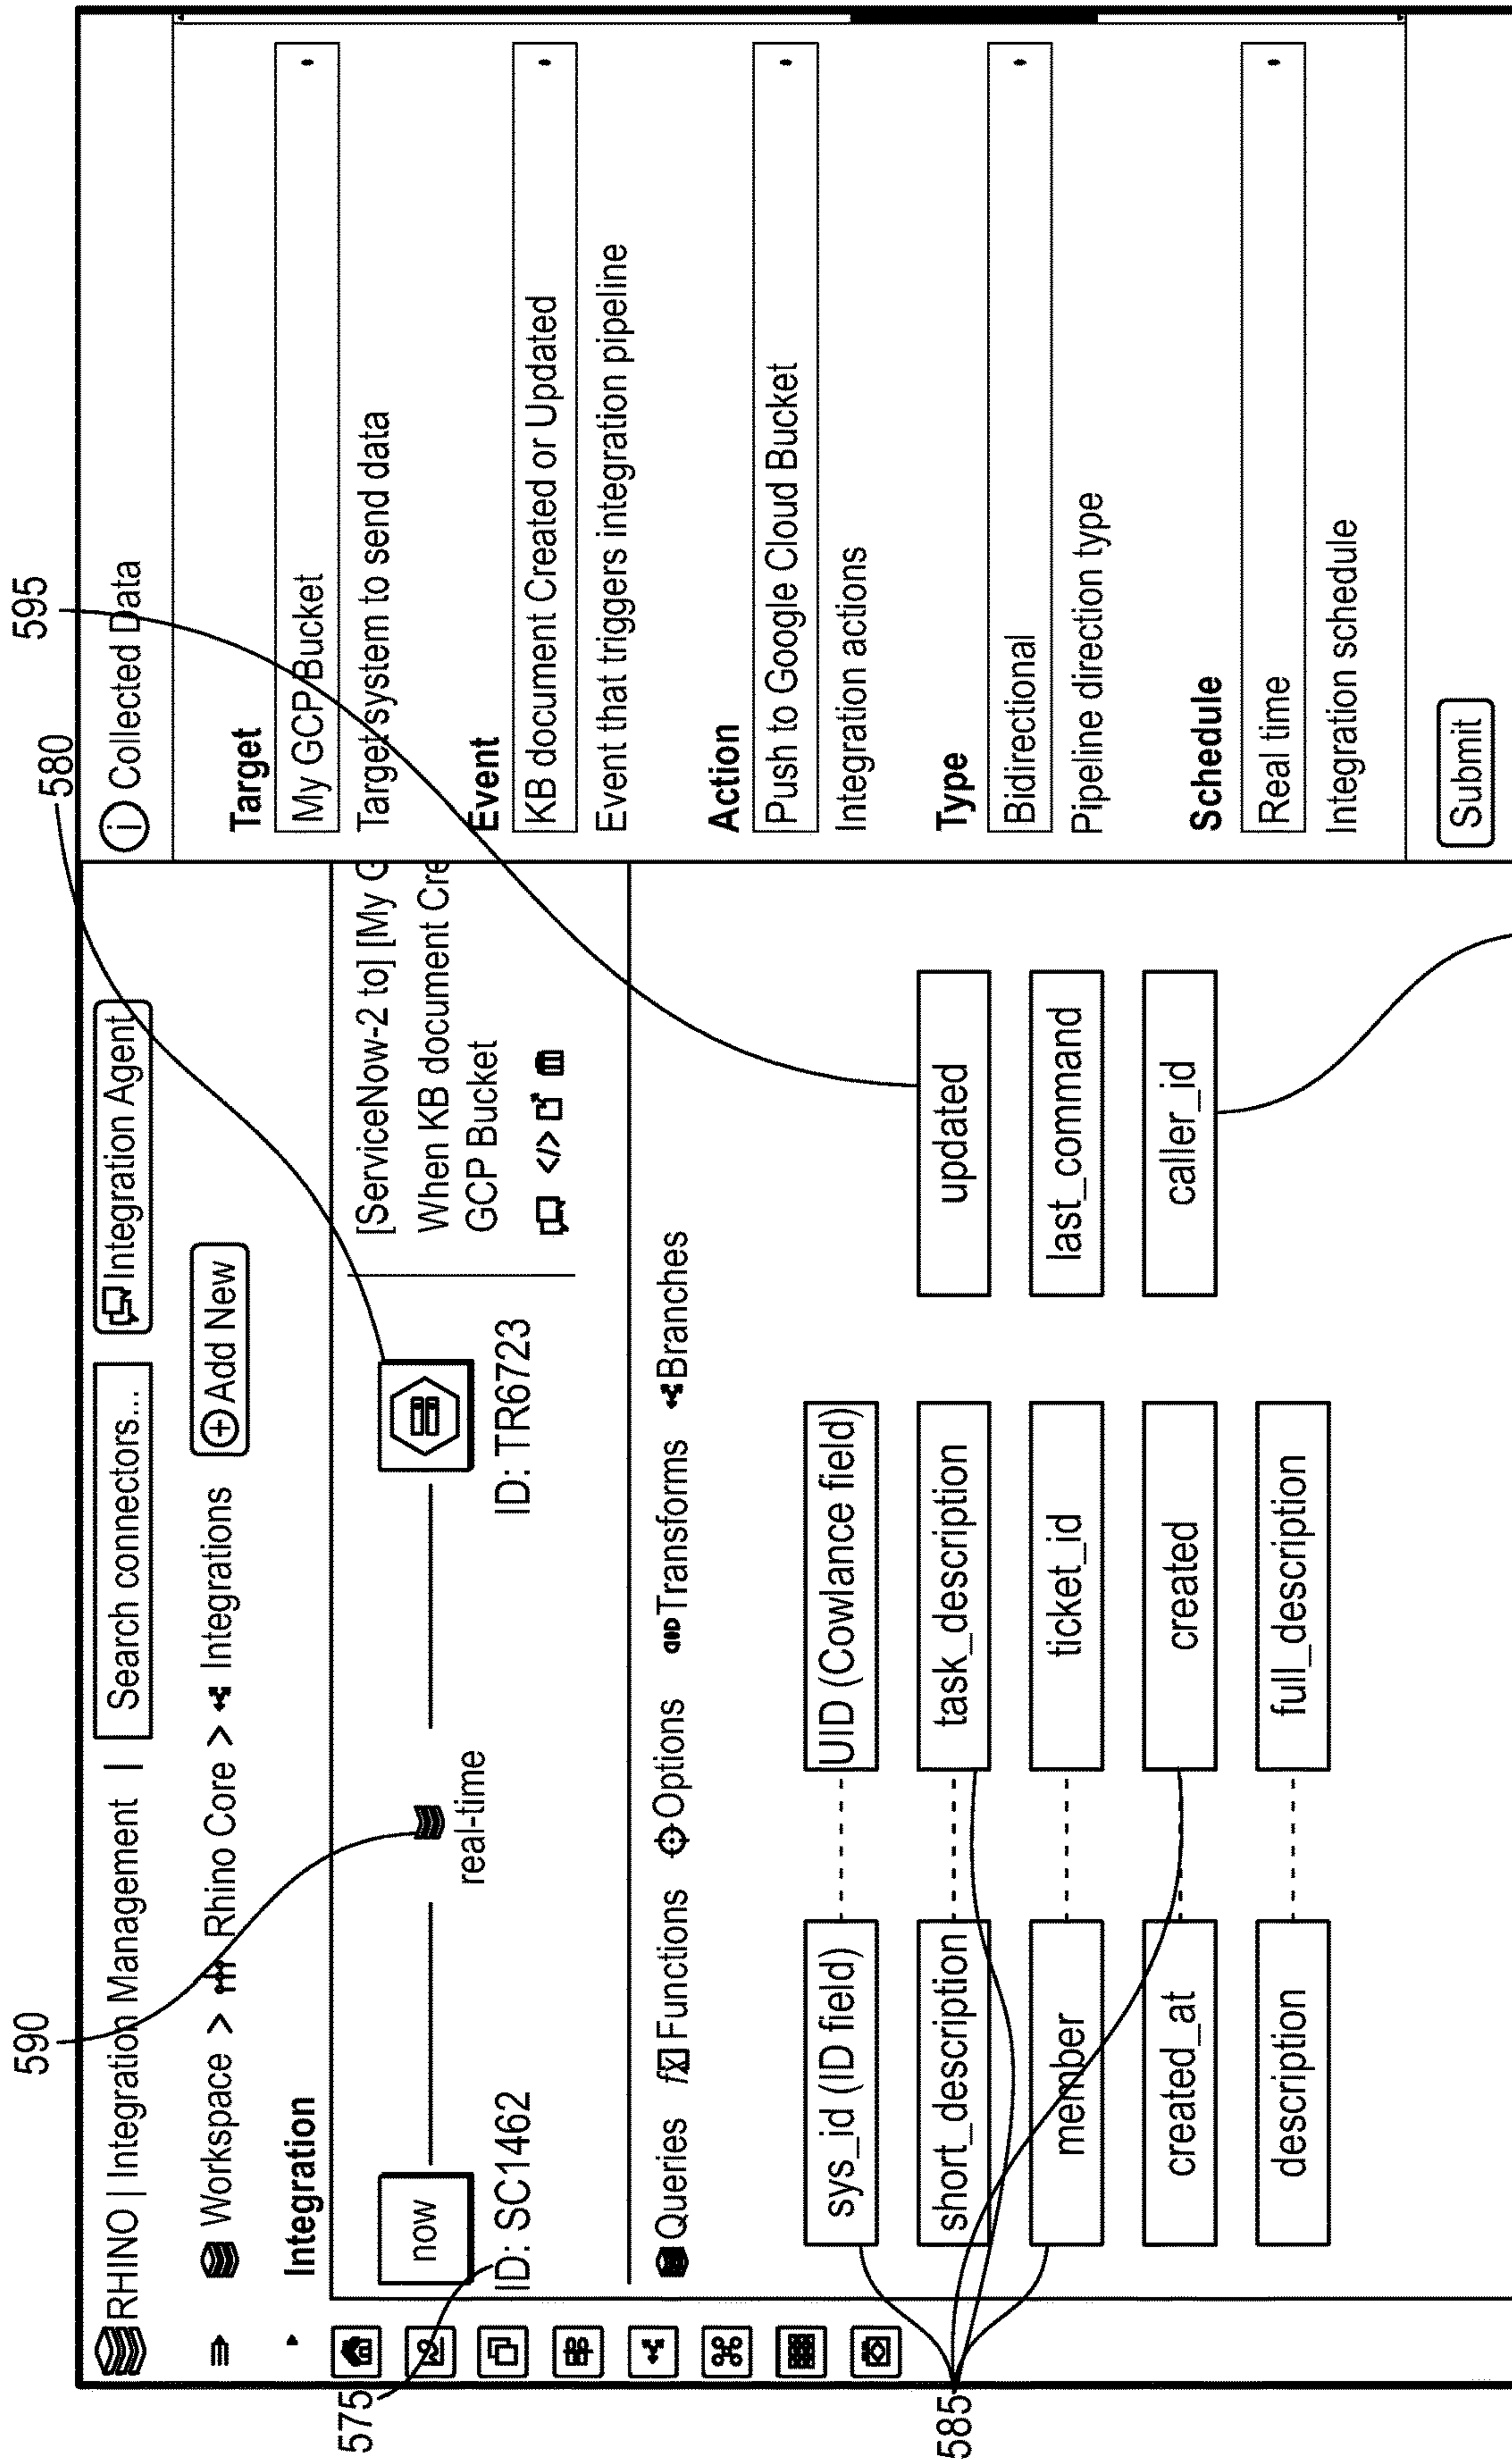 590
580
595
RHINO | Integration Management | Search connectors... Integration Agent
Workspace > Rhino Core > Integrations Add New
Integration
now
ID: SC1462
real-time
ID: TR6723
[ServiceNow-2 to] [My G
When KB document Cre
GCP Bucket
</>
575
Queries fx Functions Options Transforms Branches
sys_id (ID field) UID (Cowlance field)
short_description task_description updated
member ticket_id last_command
created_at created caller_id
description full_description
585
i Collected Data
Target
My GCP Bucket
Target system to send data
Event
KB document Created or Updated
Event that triggers integration pipeline
Action
Push to Google Cloud Bucket
Integration actions
Type
Bidirectional
Pipeline direction type
Schedule
Real time
Integration schedule
Submit